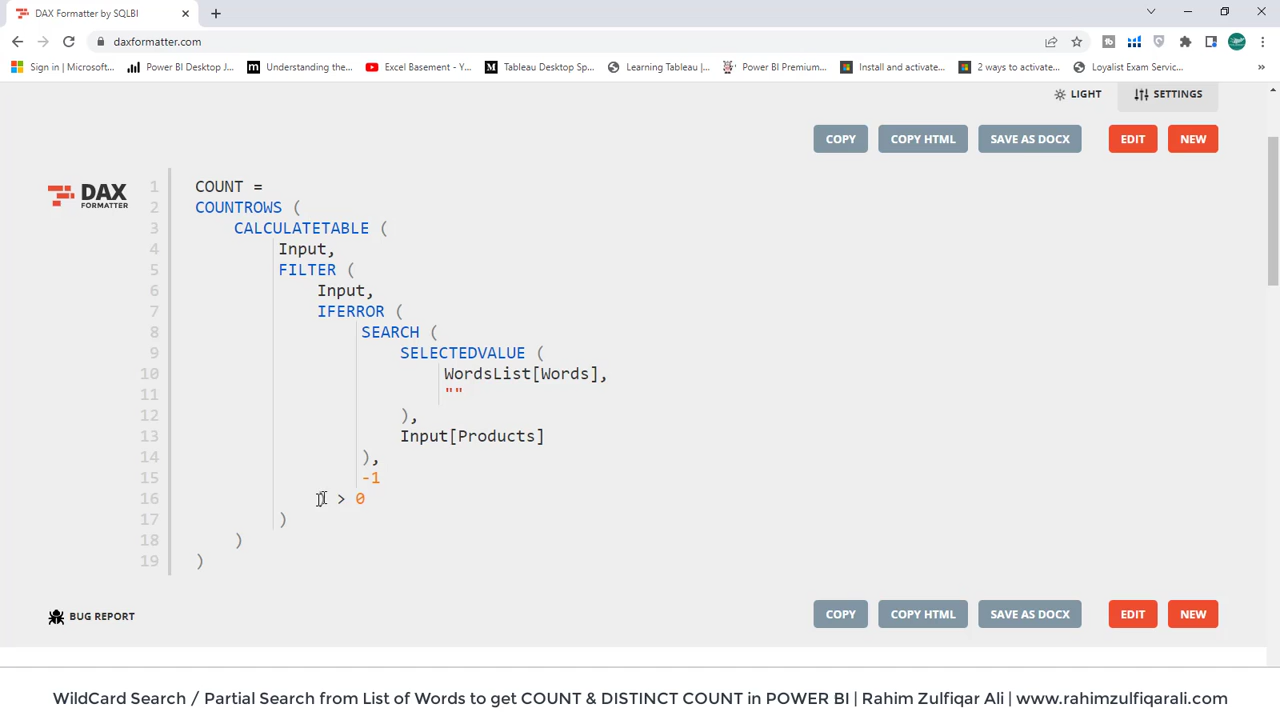 DAX Formatter by SQLBI
daxformatter.com
Sign in | Microsoft... Power BI Desktop J... Understanding the... Excel Basement - Y... Tableau Desktop Sp... Learning Tableau |... Power BI Premium... Install and activate... 2 ways to activate... Loyalist Exam Servic... »
LIGHT SETTINGS
COPY COPY HTML SAVE AS DOCX EDIT NEW
DAX
FORMATTER
1 COUNT =
2 COUNTROWS (
3 CALCULATETABLE (
4 Input,
5 FILTER (
6 Input,
7 IFERROR (
8 SEARCH (
9 SELECTEDVALUE (
10 WordsList[Words],
11 ""
12 ),
13 Input[Products]
14 ),
15 -1
16 ) > 0
17 )
18 )
19 )
BUG REPORT COPY COPY HTML SAVE AS DOCX EDIT NEW
WildCard Search / Partial Search from List of Words to get COUNT & DISTINCT COUNT in POWER BI | Rahim Zulfiqar Ali | www.rahimzulfiqarali.com